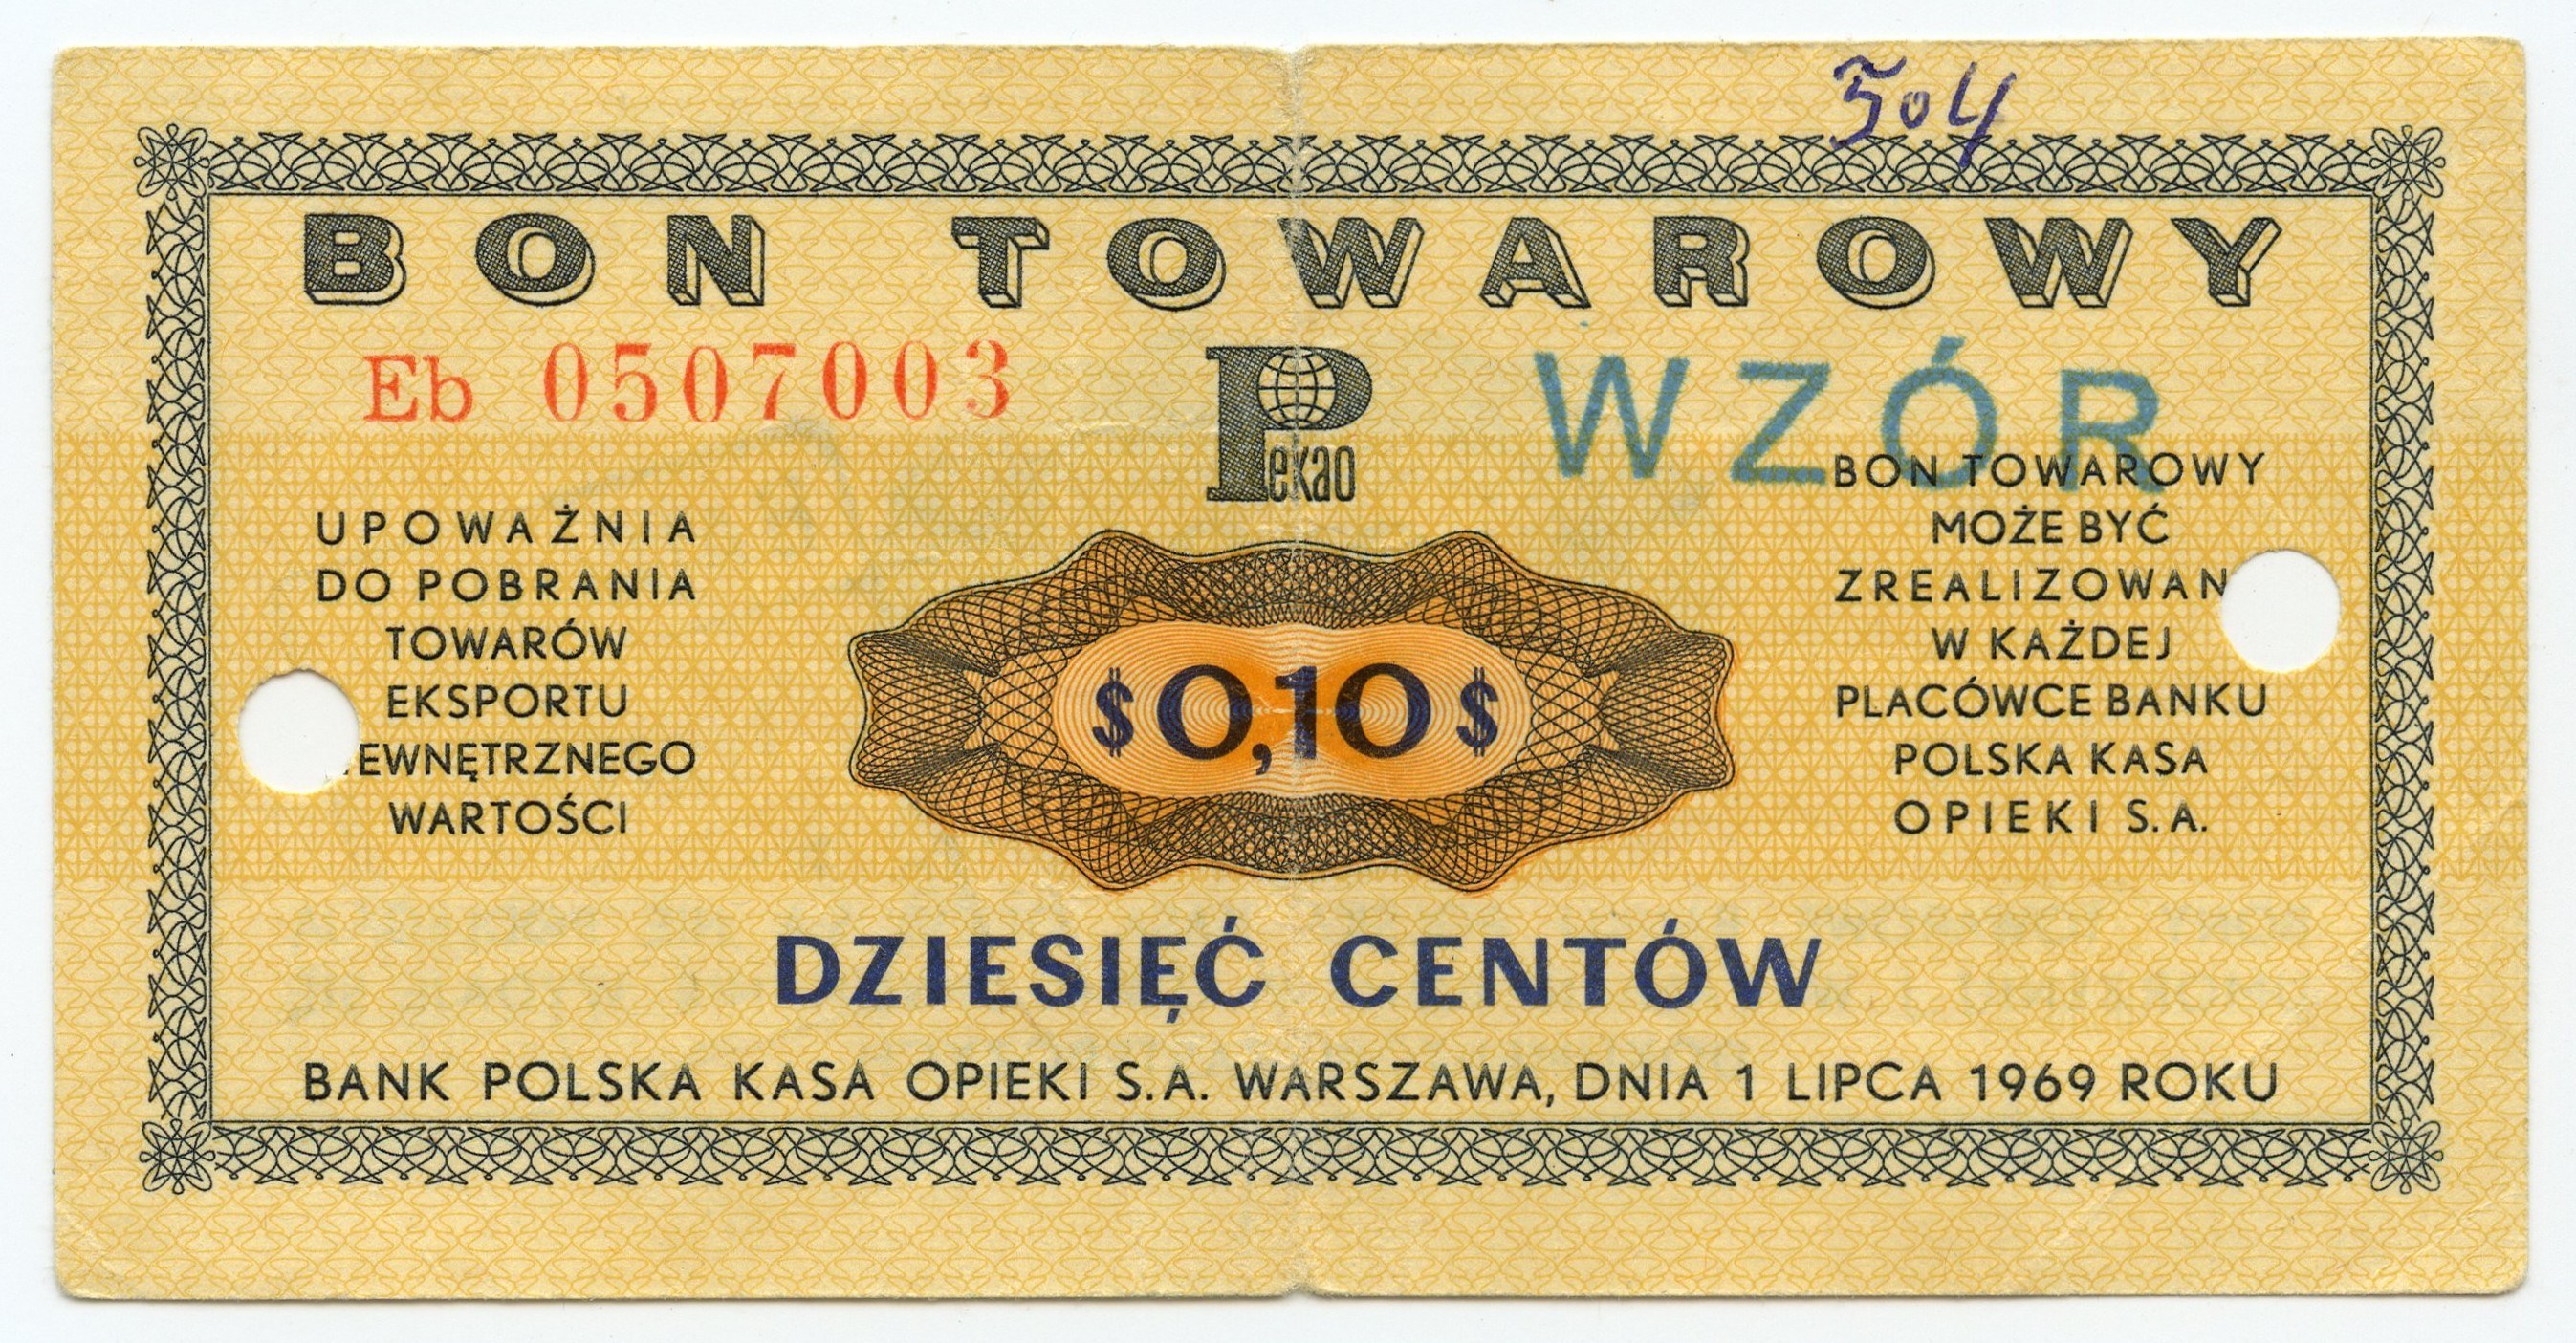 504
BON TOWAROWY
Eb 0507003
Pekao
WZÓR
UPOWAŻNIA
DO POBRANIA
TOWARÓW
EKSPORTU
EWNĘTRZNEGO
WARTOŚCI
$0,10$
BON TOWAROWY
MOŻE BYĆ
ZREALIZOWAN
W KAŻDEJ
PLACÓWCE BANKU
POLSKA KASA
OPIEKI S.A.
DZIESIĘĆ CENTÓW
BANK POLSKA KASA OPIEKI S.A. WARSZAWA, DNIA 1 LIPCA 1969 ROKU